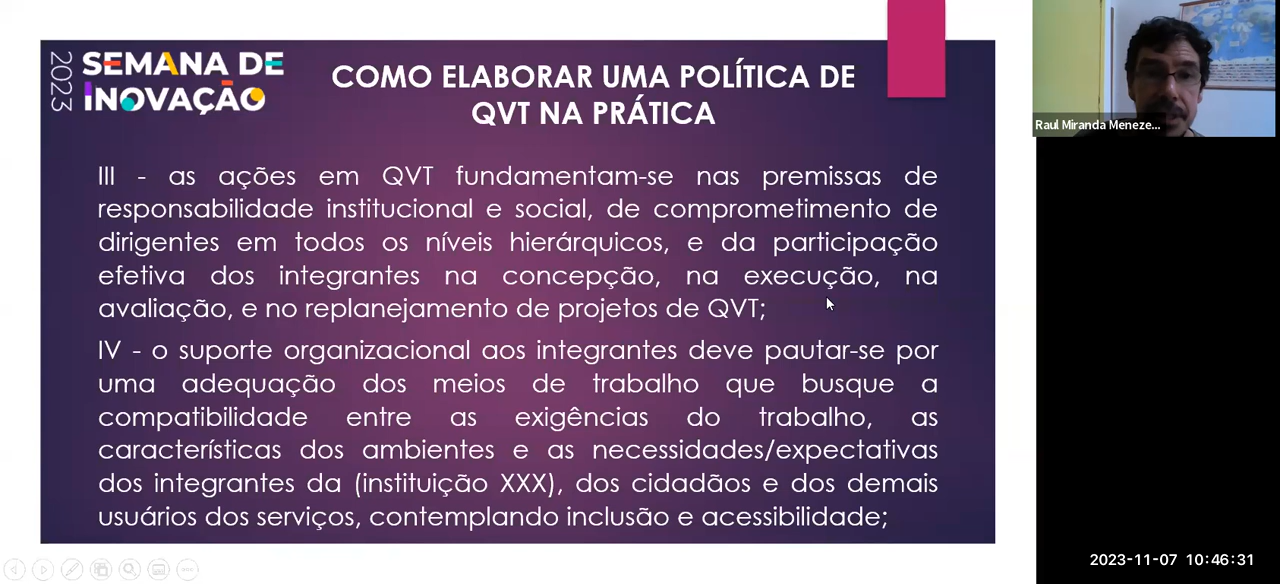 2023
SEMANA DE
INOVAÇÃO
COMO ELABORAR UMA POLÍTICA DE
QVT NA PRÁTICA
III - as ações em QVT fundamentam-se nas premissas de
responsabilidade institucional e social, de comprometimento de
dirigentes em todos os níveis hierárquicos, e da participação
efetiva dos integrantes na concepção, na execução, na
avaliação, e no replanejamento de projetos de QVT;
IV - o suporte organizacional aos integrantes deve pautar-se por
uma adequação dos meios de trabalho que busque a
compatibilidade entre as exigências do trabalho, as
características dos ambientes e as necessidades/expectativas
dos integrantes da (instituição XXX), dos cidadãos e dos demais
usuários dos serviços, contemplando inclusão e acessibilidade;
Raul Miranda Meneze...
2023-11-07 10:46:31